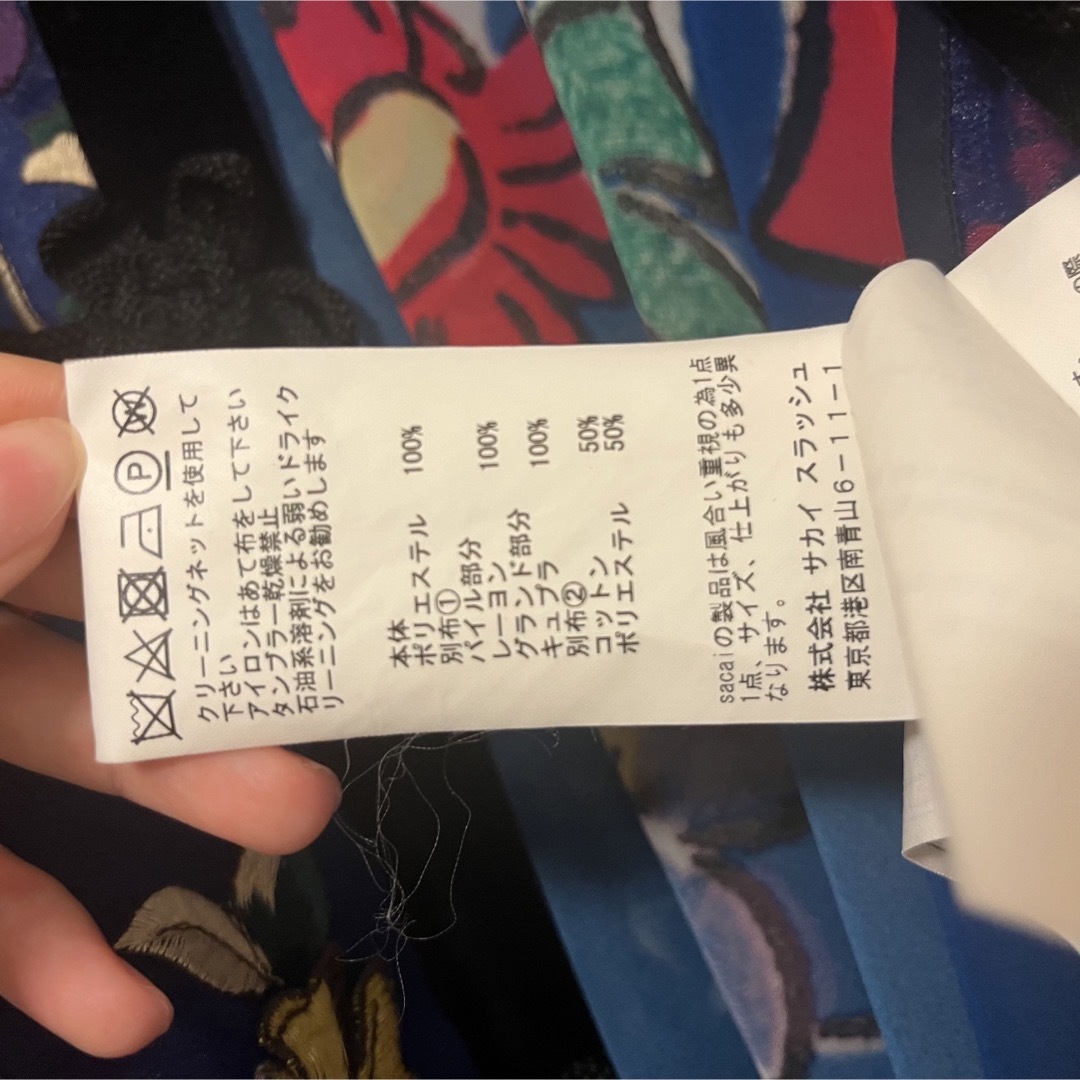 P W
クリーニングネットを使用して
下さい
アイロンはあて布をして下さい
タンブラー乾燥禁止
石油系溶剤による弱いドライク
リーニングをお勧めします
本体
ポリエステル 100%
別布①
パイル部分
レーヨン 100%
グランド部分
キュプラ 100%
別布②
コットン 50%
ポリエステル 50%
sacaiの製品は風合い重視の為1点
1点、サイズ、仕上がりも多少異
なります。
株式会社 サカイ スラッシュ
東京都港区南青山6-11-1